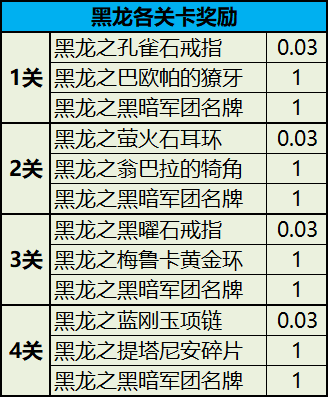 黑龙各关卡奖励
1关
黑龙之孔雀石戒指 0.03
黑龙之巴欧帕的獠牙 1
黑龙之黑暗军团名牌 1
2关
黑龙之萤火石耳环 0.03
黑龙之翁巴拉的犄角 1
黑龙之黑暗军团名牌 1
3关
黑龙之黑曜石戒指 0.03
黑龙之梅鲁卡黄金环 1
黑龙之黑暗军团名牌 1
4关
黑龙之蓝刚玉项链 0.03
黑龙之提塔尼安碎片 1
黑龙之黑暗军团名牌 1